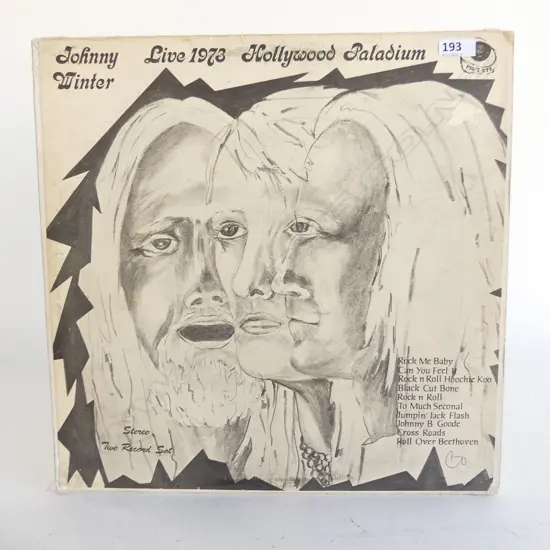 Johnny Live 1973 Hollywood Paladium
Winter
193
Rock Me Baby
Can You Feel It
Rock n Roll Hoochie Koo
Black Cut Bone
Rock n Roll
To Much Seconal
Jumpin' Jack Flash
Johnny B. Goode
Cross Roads
Roll Over Beethoven
Stereo
Two Record Set